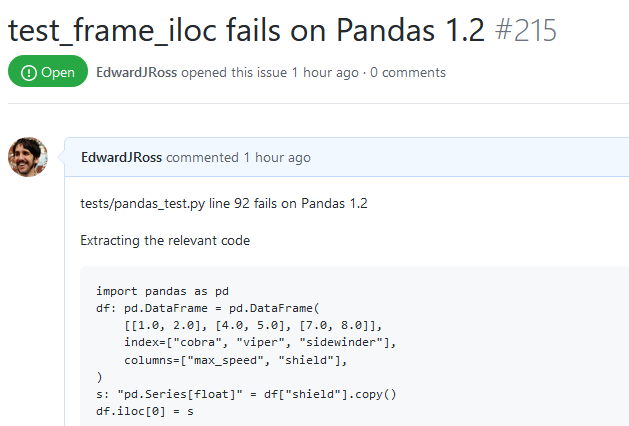 test_frame_iloc fails on Pandas 1.2 #215
Open EdwardJRoss opened this issue 1 hour ago · 0 comments
EdwardJRoss commented 1 hour ago
tests/pandas_test.py line 92 fails on Pandas 1.2
Extracting the relevant code
import pandas as pd
df: pd.DataFrame = pd.DataFrame(
    [[1.0, 2.0], [4.0, 5.0], [7.0, 8.0]],
    index=["cobra", "viper", "sidewinder"],
    columns=["max_speed", "shield"],
)
s: "pd.Series[float]" = df["shield"].copy()
df.iloc[0] = s